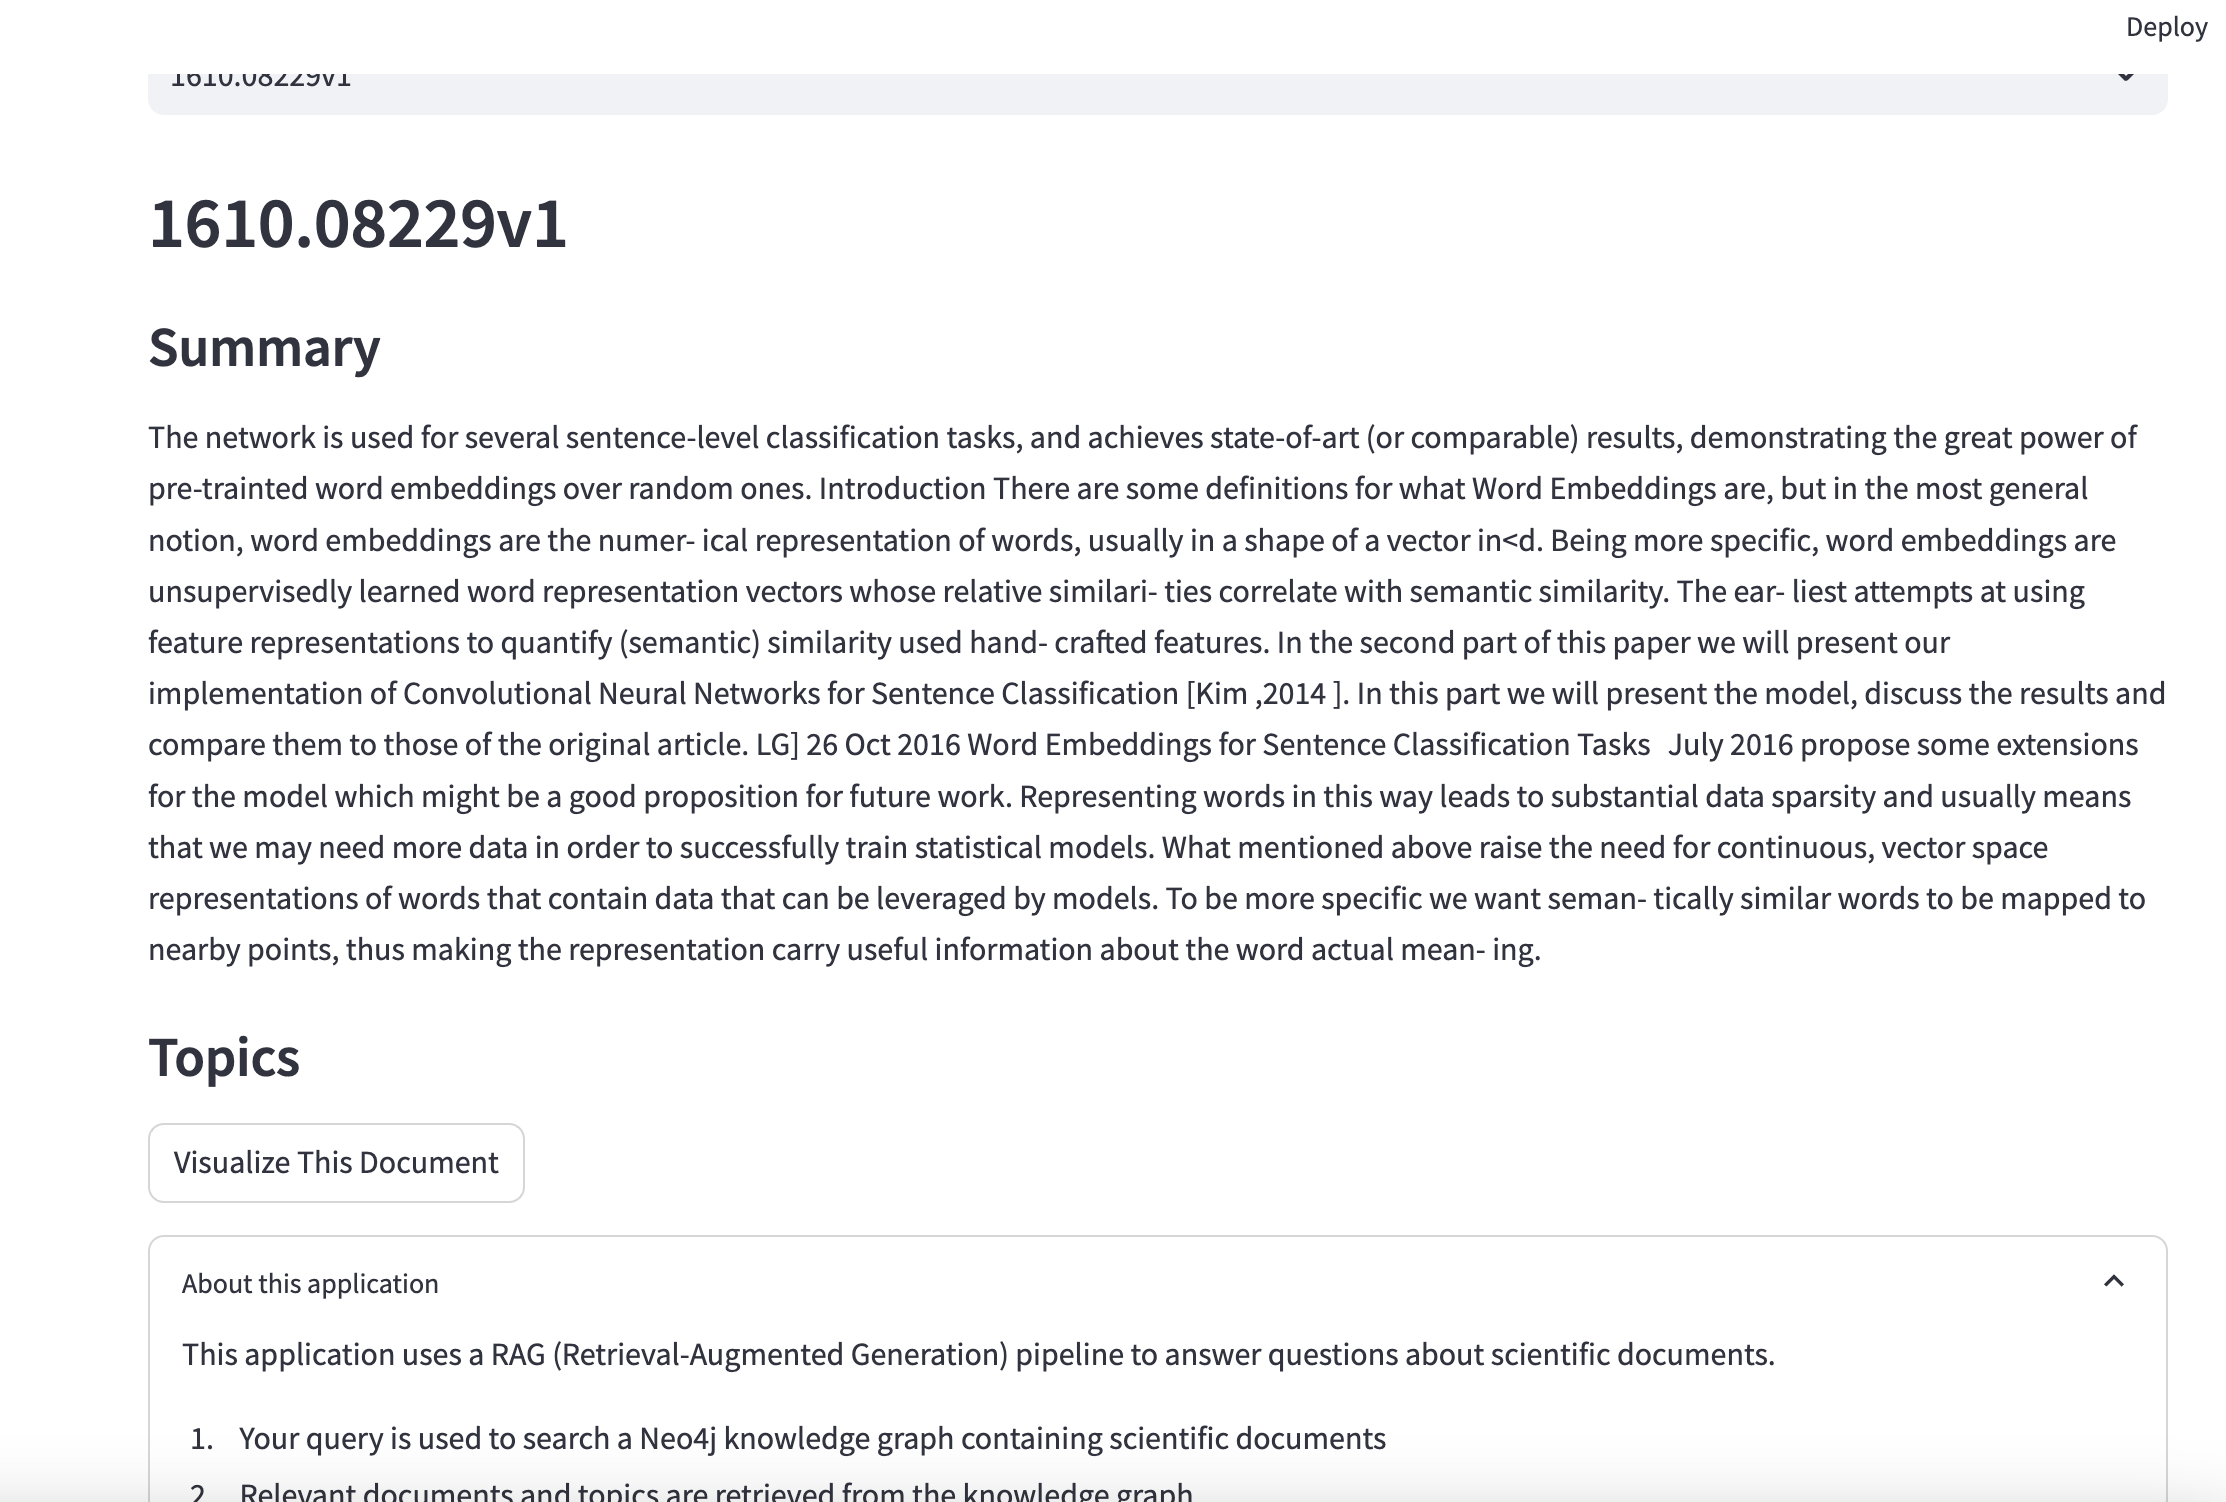 Deploy
1610.08229v1
1610.08229v1
Summary
The network is used for several sentence-level classification tasks, and achieves state-of-art (or comparable) results, demonstrating the great power of
pre-trainted word embeddings over random ones. Introduction There are some definitions for what Word Embeddings are, but in the most general
notion, word embeddings are the numer- ical representation of words, usually in a shape of a vector in<d. Being more specific, word embeddings are
unsupervisedly learned word representation vectors whose relative similari- ties correlate with semantic similarity. The ear- liest attempts at using
feature representations to quantify (semantic) similarity used hand- crafted features. In the second part of this paper we will present our
implementation of Convolutional Neural Networks for Sentence Classification [Kim ,2014 ]. In this part we will present the model, discuss the results and
compare them to those of the original article. LG] 26 Oct 2016 Word Embeddings for Sentence Classification Tasks  July 2016 propose some extensions
for the model which might be a good proposition for future work. Representing words in this way leads to substantial data sparsity and usually means
that we may need more data in order to successfully train statistical models. What mentioned above raise the need for continuous, vector space
representations of words that contain data that can be leveraged by models. To be more specific we want seman- tically similar words to be mapped to
nearby points, thus making the representation carry useful information about the word actual mean- ing.
Topics
Visualize This Document
About this application
This application uses a RAG (Retrieval-Augmented Generation) pipeline to answer questions about scientific documents.
1. Your query is used to search a Neo4j knowledge graph containing scientific documents
2. Relevant documents and topics are retrieved from the knowledge graph